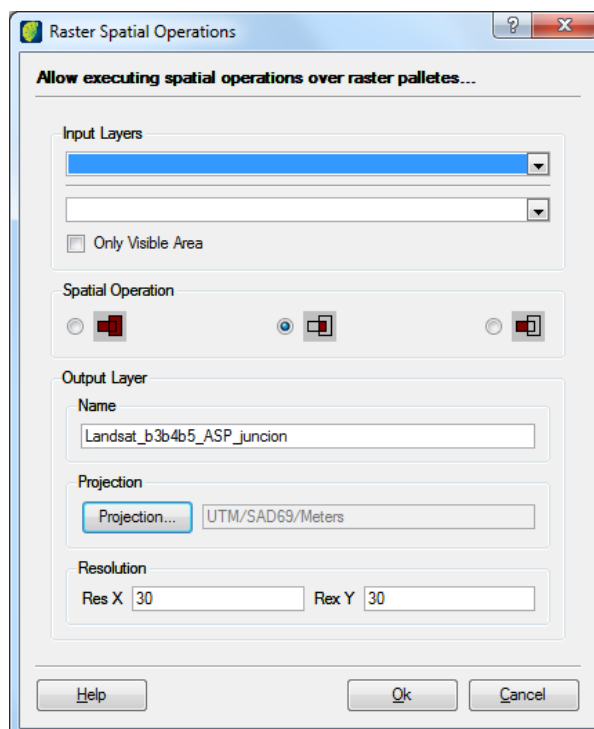 Raster Spatial Operations
Allow executing spatial operations over raster palletes...
Input Layers
Only Visible Area
Spatial Operation
Output Layer
Name
Landsat_b3b4b5_ASP_juncion
Projection
Projection... UTM/SAD69/Meters
Resolution
Res X 30 Rex Y 30
Help Ok Cancel